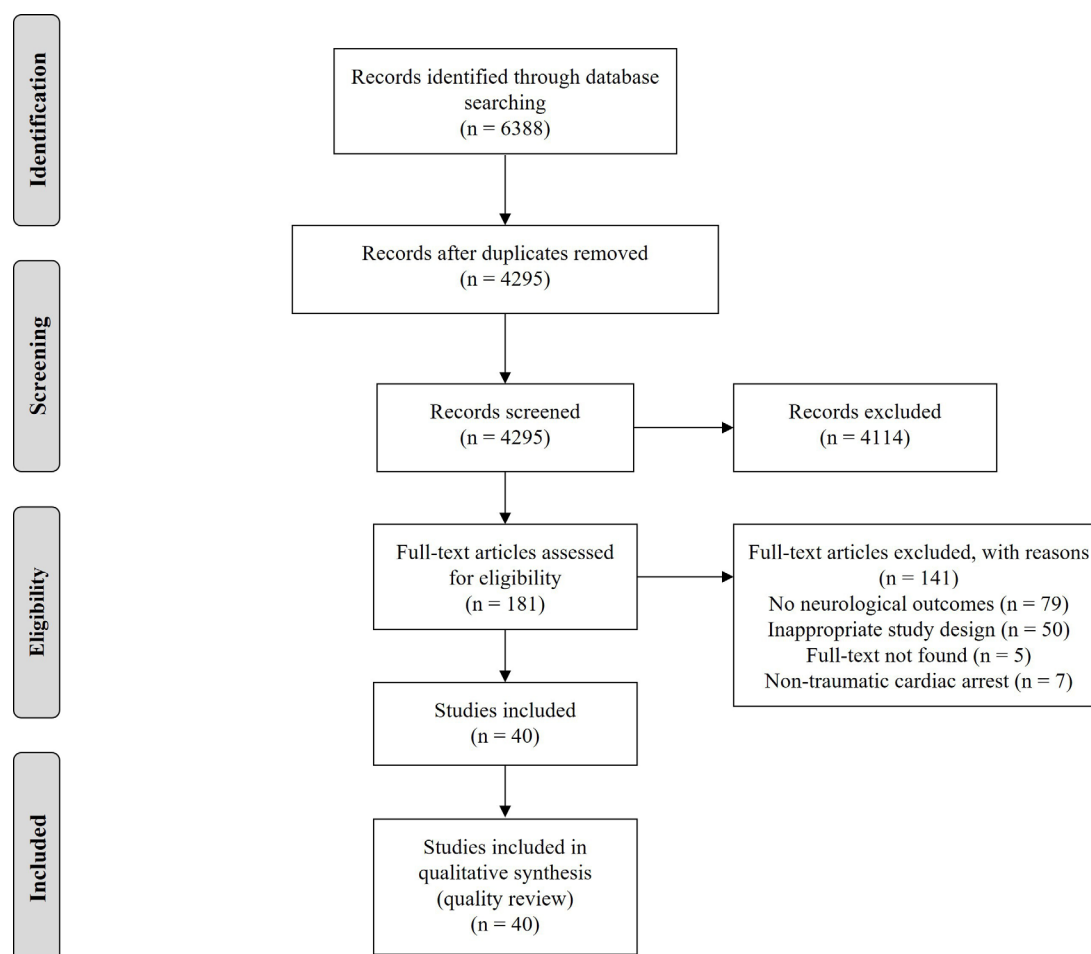 Identification
Records identified through database
searching
(n = 6388)
Records after duplicates removed
(n = 4295)
Screening
Records screened
(n = 4295)
Records excluded
(n = 4114)
Eligibility
Full-text articles assessed
for eligibility
(n = 181)
Full-text articles excluded, with reasons
(n = 141)
No neurological outcomes (n = 79)
Inappropriate study design (n = 50)
Full-text not found (n = 5)
Non-traumatic cardiac arrest (n = 7)
Studies included
(n = 40)
Included
Studies included in
qualitative synthesis
(quality review)
(n = 40)